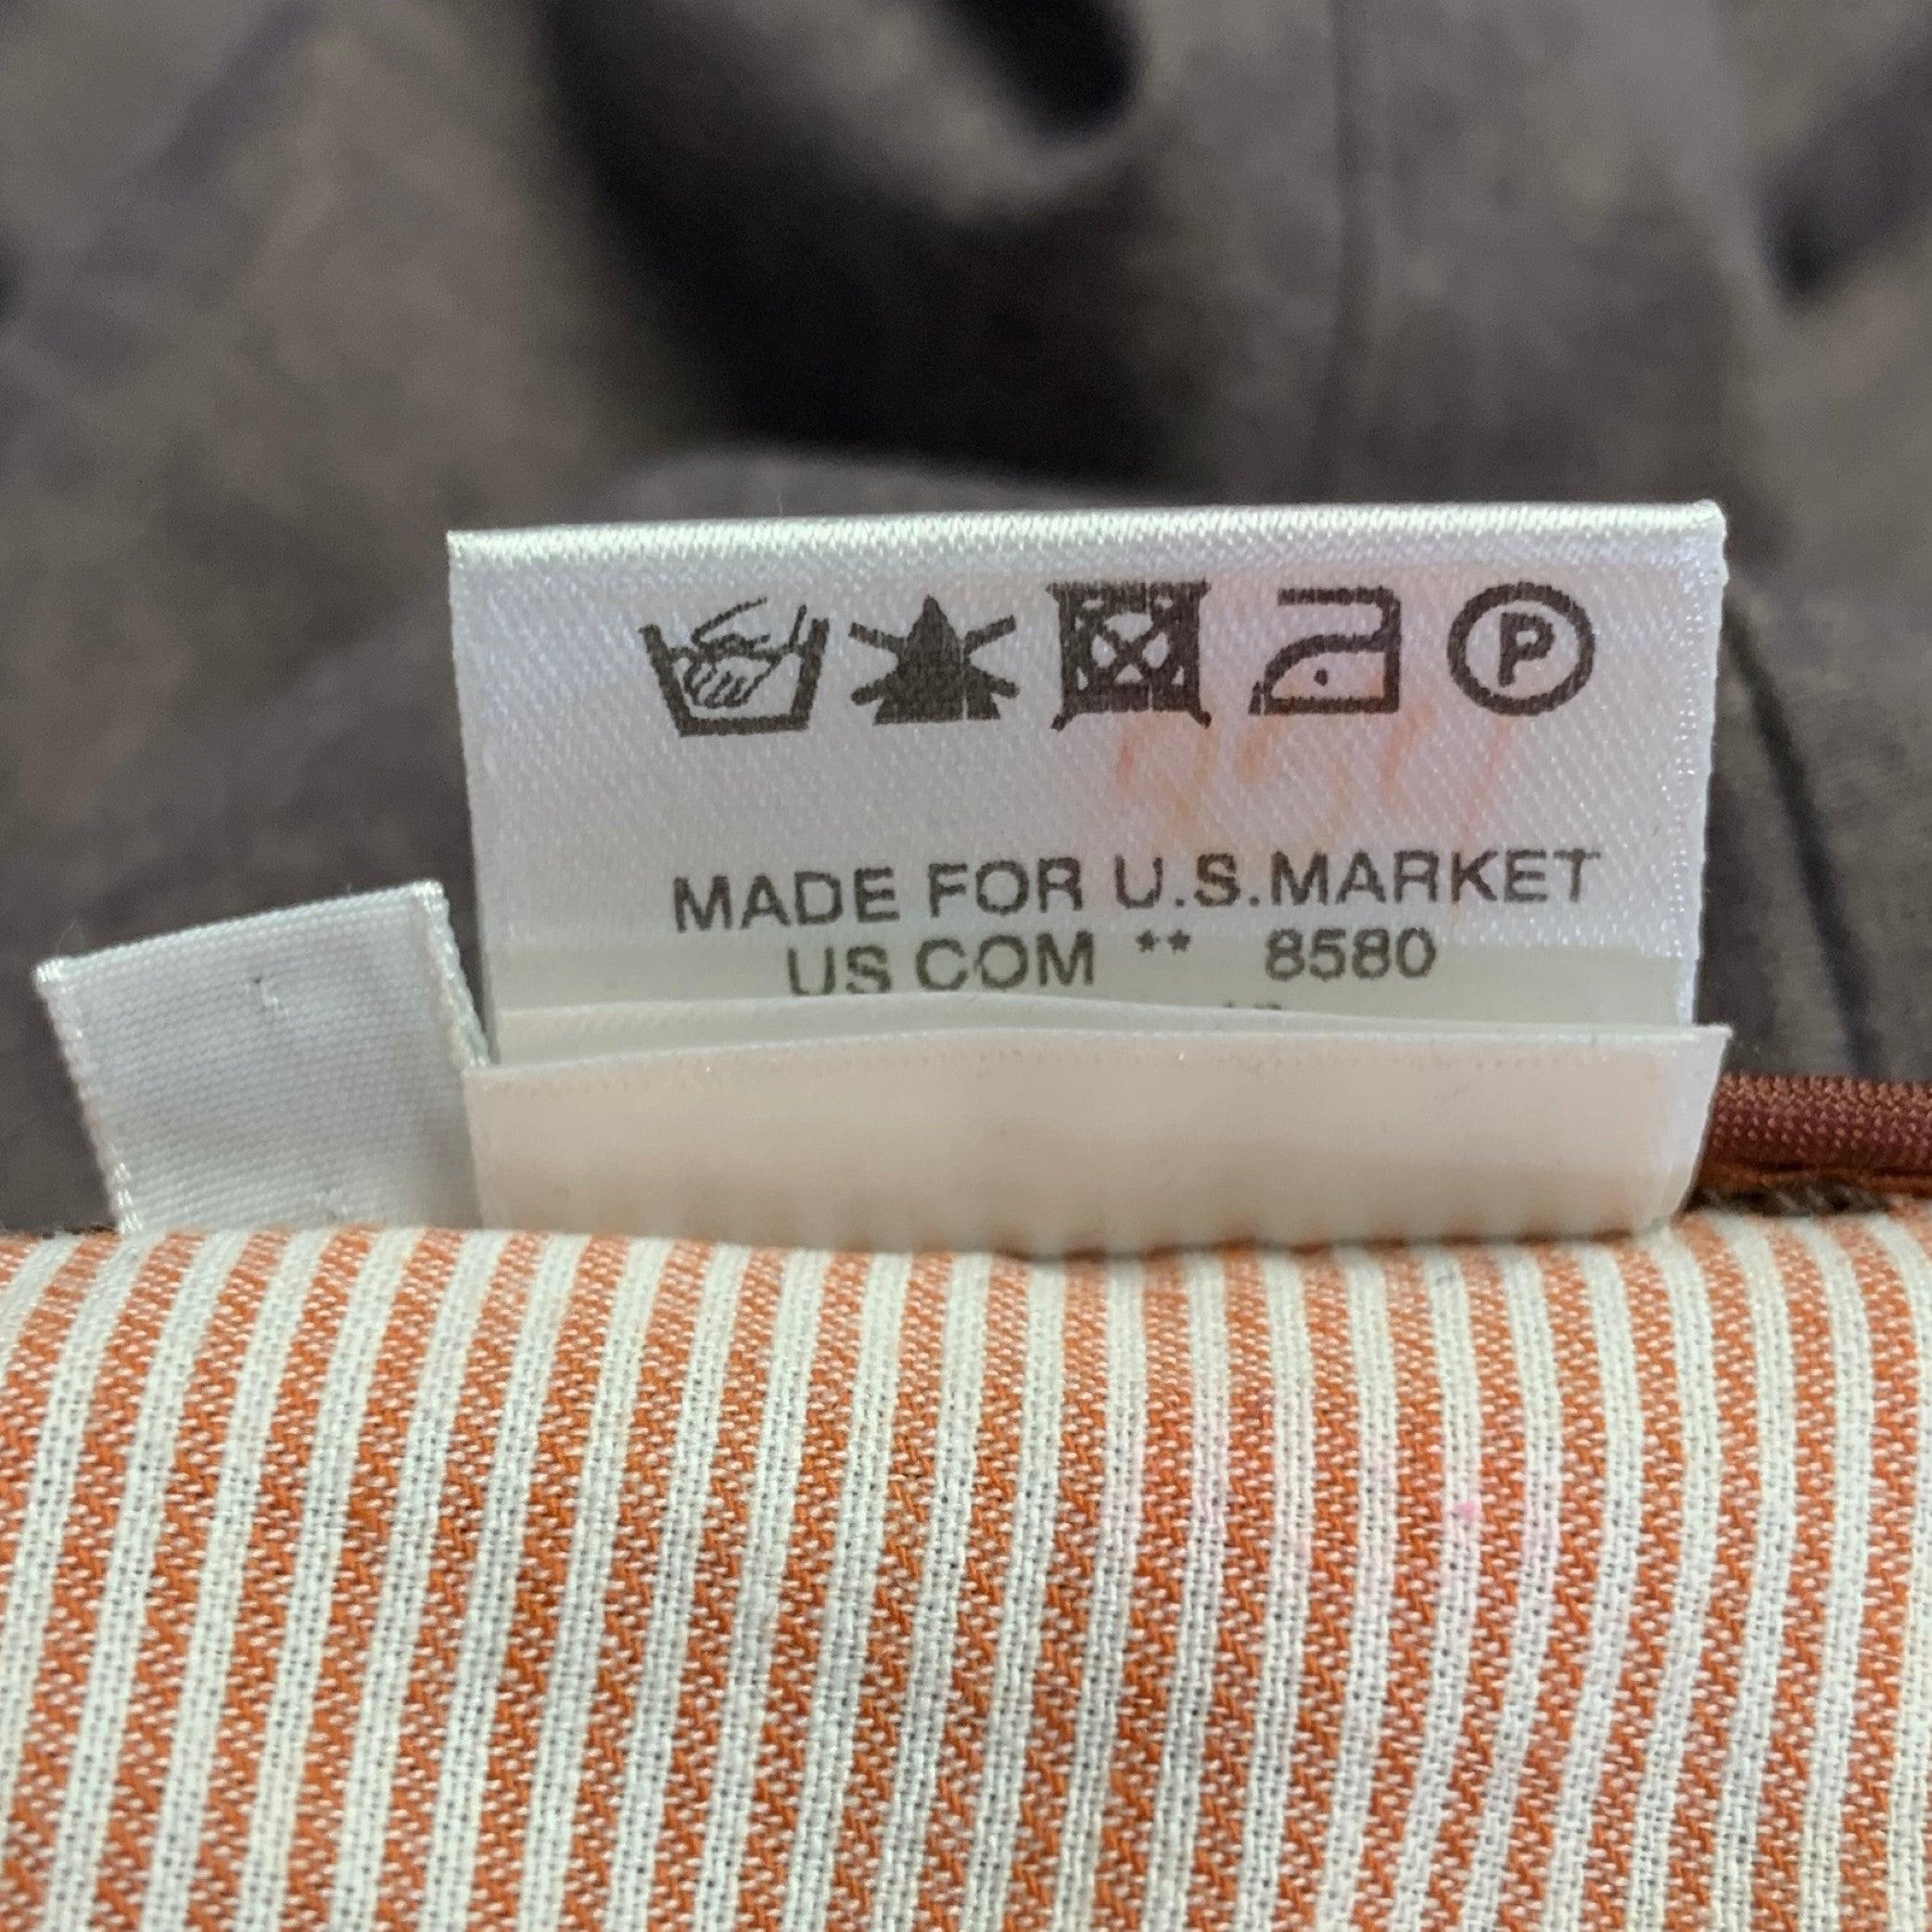 P
MADE FOR U.S.MARKET
US COM ** 8580